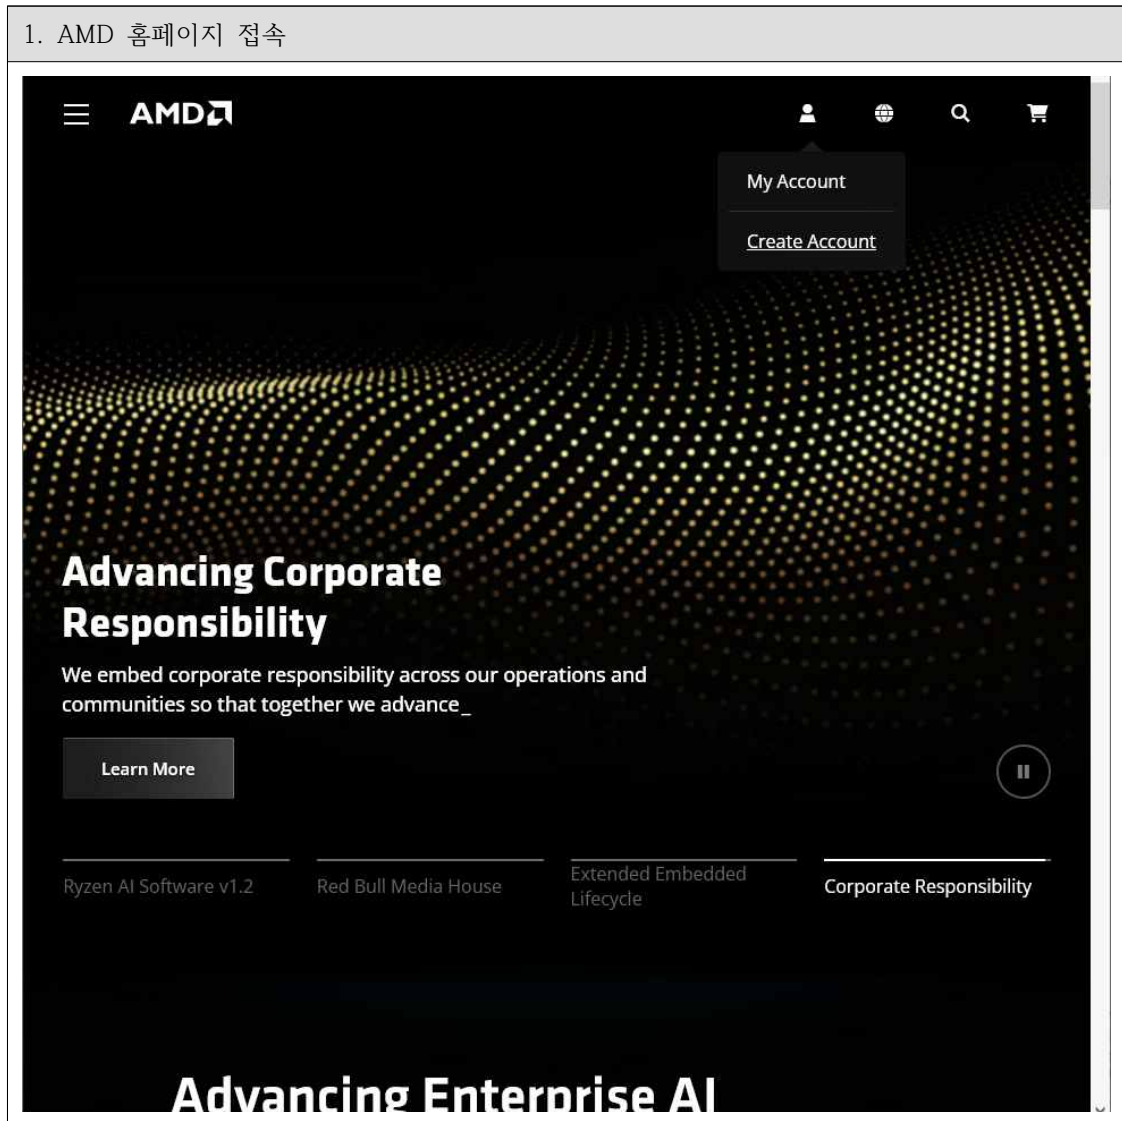 1. AMD 홈페이지 접속
AMD
My Account
Create Account
Advancing Corporate
Responsibility
We embed corporate responsibility across our operations and
communities so that together we advance_
Learn More
Ryzen AI Software v1.2
Red Bull Media House
Extended Embedded
Lifecycle
Corporate Responsibility
Advancing Enterprise AI